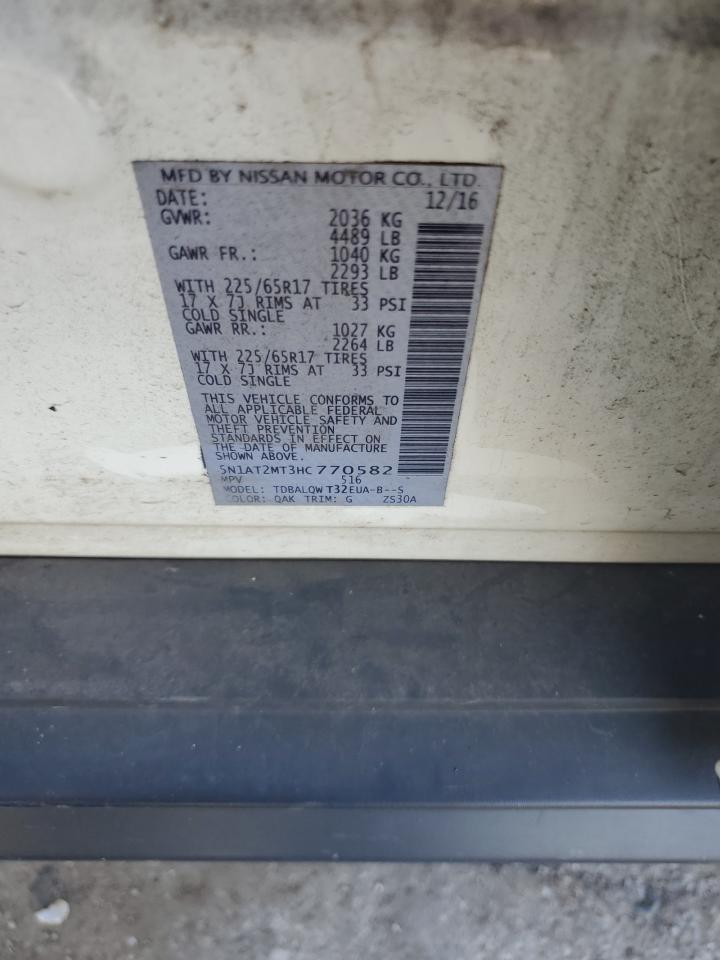 MFD BY NISSAN MOTOR CO., LTD.
DATE: 12/16
GVWR: 2036 KG
4489 LB
GAWR FR.: 1040 KG
2293 LB
WITH 225/65R17 TIRES
17 X 7J RIMS AT 33 PSI
COLD SINGLE
GAWR RR.: 1027 KG
2264 LB
WITH 225/65R17 TIRES
17 X 7J RIMS AT 33 PSI
COLD SINGLE
THIS VEHICLE CONFORMS TO
ALL APPLICABLE FEDERAL
MOTOR VEHICLE SAFETY AND
THEFT PREVENTION
STANDARDS IN EFFECT ON
THE DATE OF MANUFACTURE
SHOWN ABOVE.
5N1AT2MT3HC770582
MPV 516
MODEL: TDBALQW T32EUA-B--S
COLOR: QAK TRIM: G ZS30A